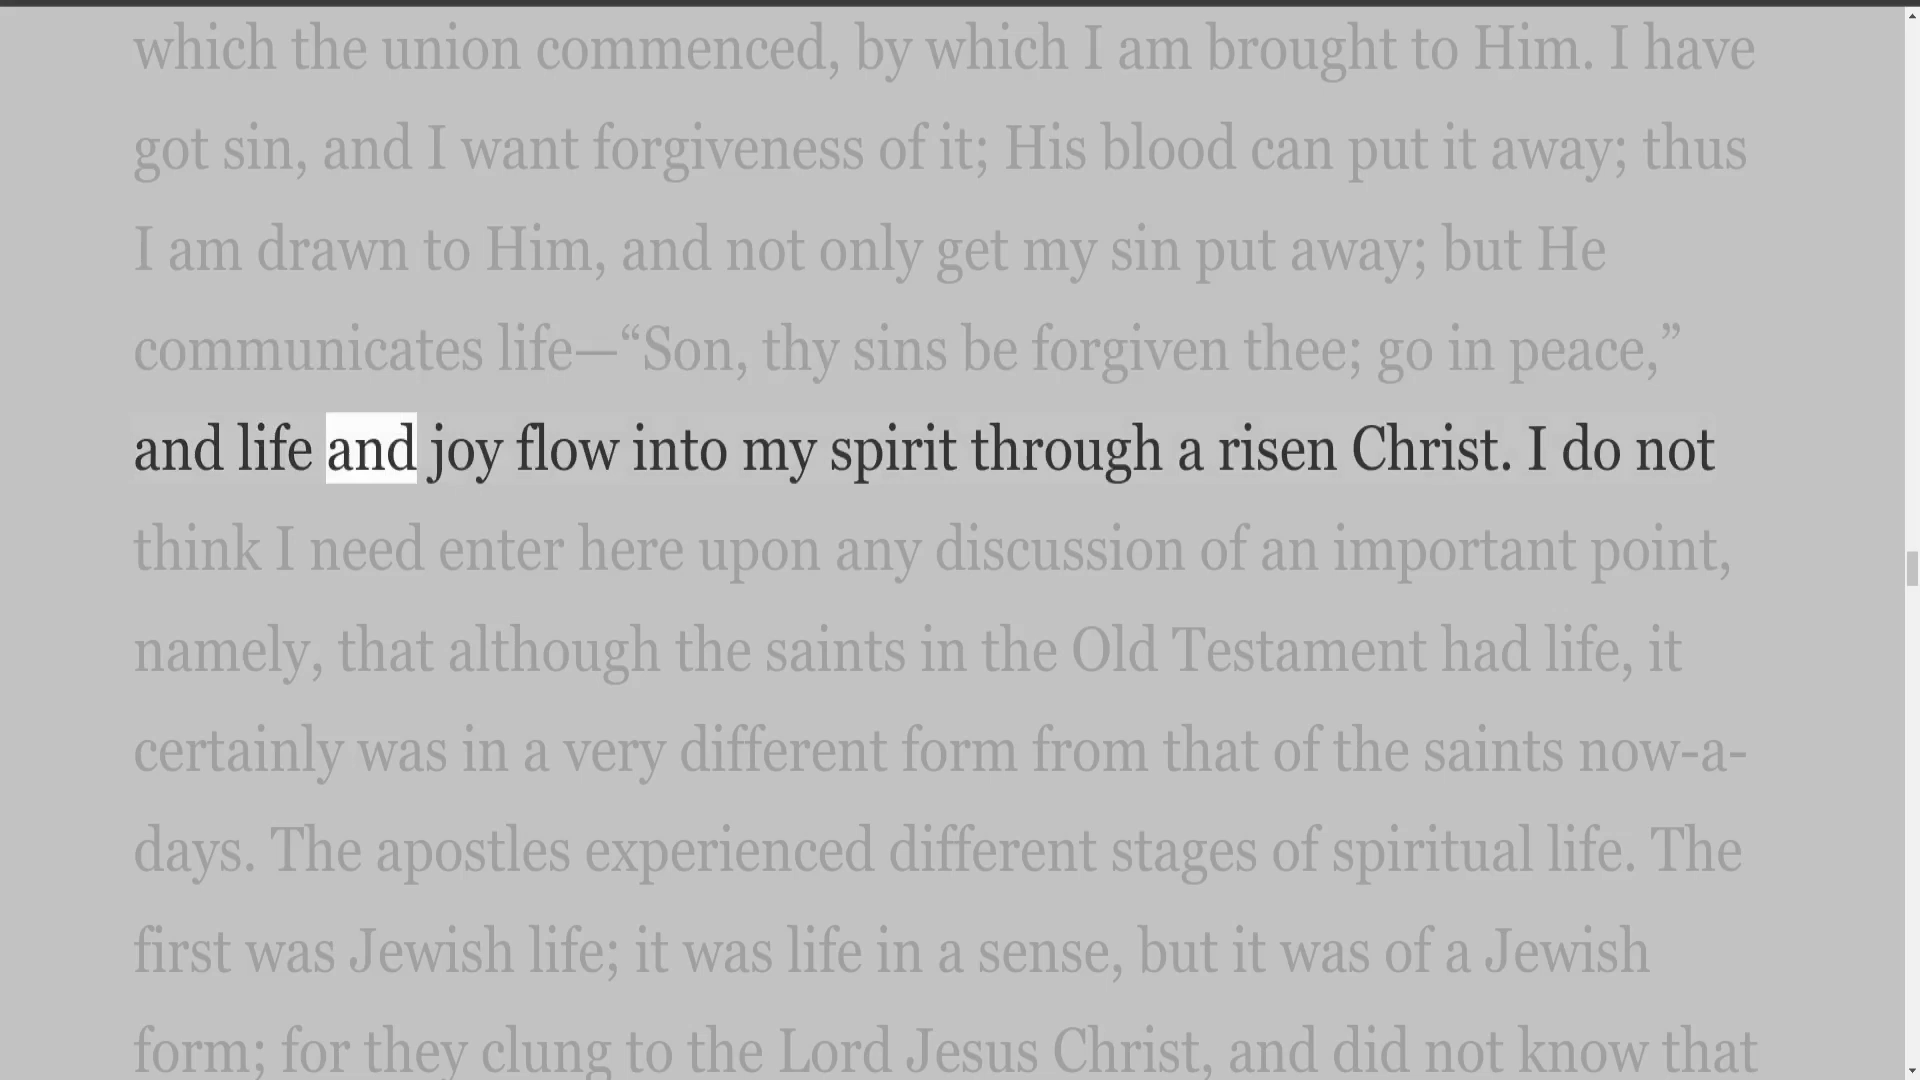 which the union commenced, by which I am brought to Him. I have
got sin, and I want forgiveness of it; His blood can put it away; thus
I am drawn to Him, and not only get my sin put away; but He
communicates life—“Son, thy sins be forgiven thee; go in peace,”
and life and joy flow into my spirit through a risen Christ. I do not
think I need enter here upon any discussion of an important point,
namely, that although the saints in the Old Testament had life, it
certainly was in a very different form from that of the saints now-a-
days. The apostles experienced different stages of spiritual life. The
first was Jewish life; it was life in a sense, but it was of a Jewish
form; for they clung to the Lord Jesus Christ, and did not know that